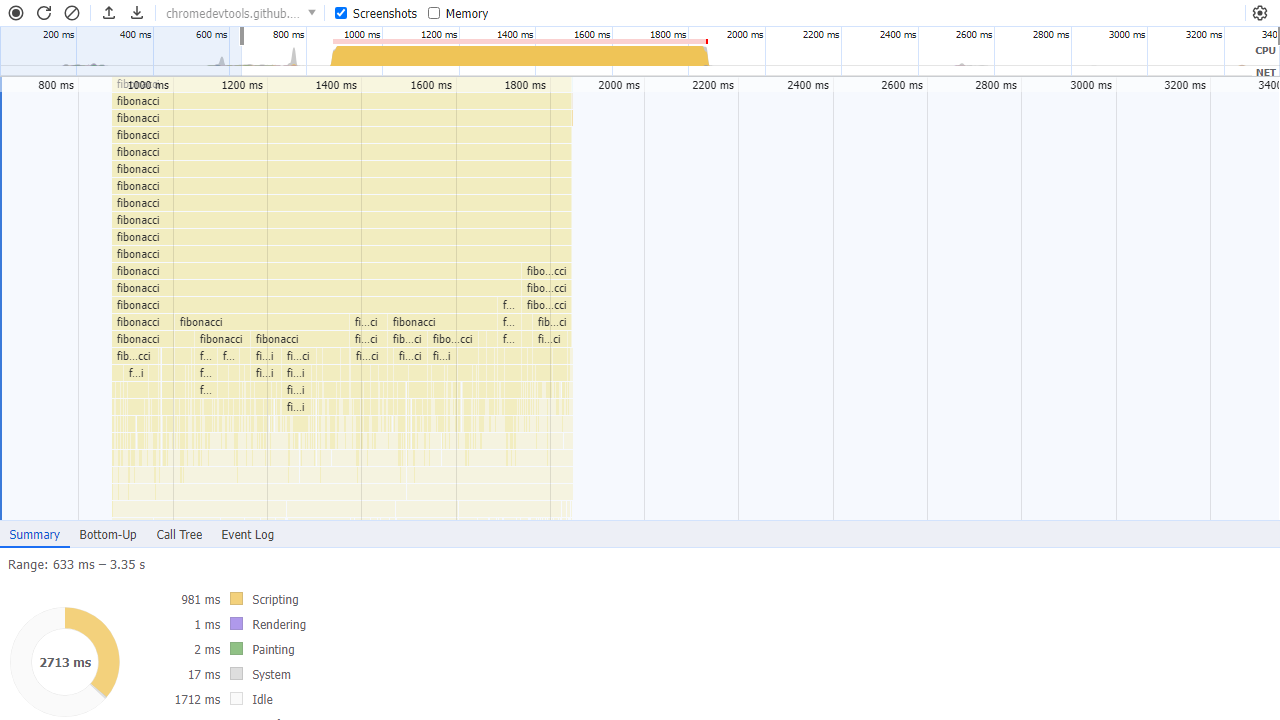 chromedevtools.github.... Screenshots Memory
200 ms 400 ms 600 ms 800 ms 1000 ms 1200 ms 1400 ms 1600 ms 1800 ms 2000 ms 2200 ms 2400 ms 2600 ms 2800 ms 3000 ms 3200 ms 340
CPU
NET
800 ms 1000 ms 1200 ms 1400 ms 1600 ms 1800 ms 2000 ms 2200 ms 2400 ms 2600 ms 2800 ms 3000 ms 3200 ms 3400
fibonacci
fibonacci
fibonacci
fibonacci
fibonacci
fibonacci
fibonacci
fibonacci
fibonacci
fibonacci
fibonacci
fibonacci fibo...cci
fibonacci fibo...cci
fibonacci f... fibo...cci
fibonacci fibonacci fi...ci fibonacci f... fib...ci
fibonacci fibonacci fibonacci fi...ci fib...ci fibo...cci f... fi...ci
fib...cci f... f... fi...i fi...ci fi...ci fi...ci fi...i
f...i f... fi...i fi...i
f... fi...i
fi...i
Summary Bottom-Up Call Tree Event Log
Range: 633 ms – 3.35 s
981 ms Scripting
1 ms Rendering
2 ms Painting
17 ms System
1712 ms Idle
2713 ms